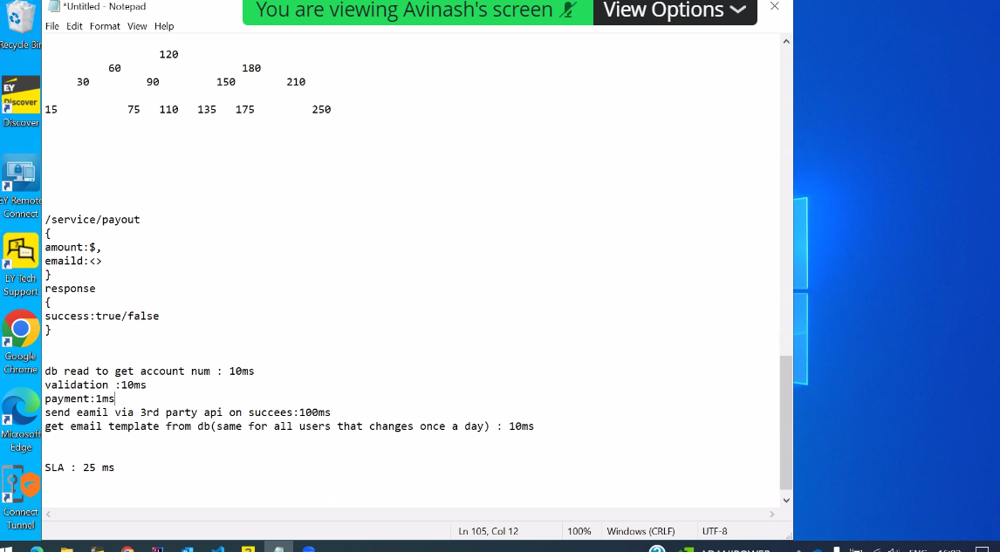 *Untitled - Notepad
You are viewing Avinash's screen
View Options
File Edit Format View Help
120
60 180
30 90 150 210
15 75 110 135 175 250
/service/payout
{
amount:$,
emaild:<>
}
response
{
success:true/false
}
db read to get account num : 10ms
validation :10ms
payment:1ms
send eamil via 3rd party api on succees:100ms
get email template from db(same for all users that changes once a day) : 10ms
SLA : 25 ms
Ln 105, Col 12 100% Windows (CRLF) UTF-8
Recycle Bin
EY
Discover
Discover
EY Remote
Connect
EY Tech
Support
Google
Chrome
Microsoft
Edge
Connect
Tunnel